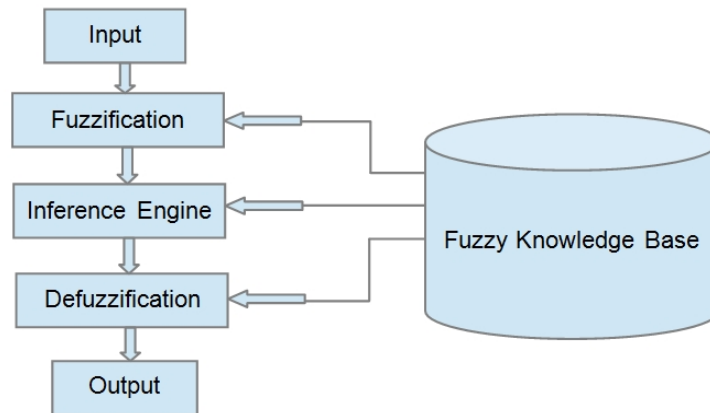 Input
Fuzzification
Inference Engine
Fuzzy Knowledge Base
Defuzzification
Output